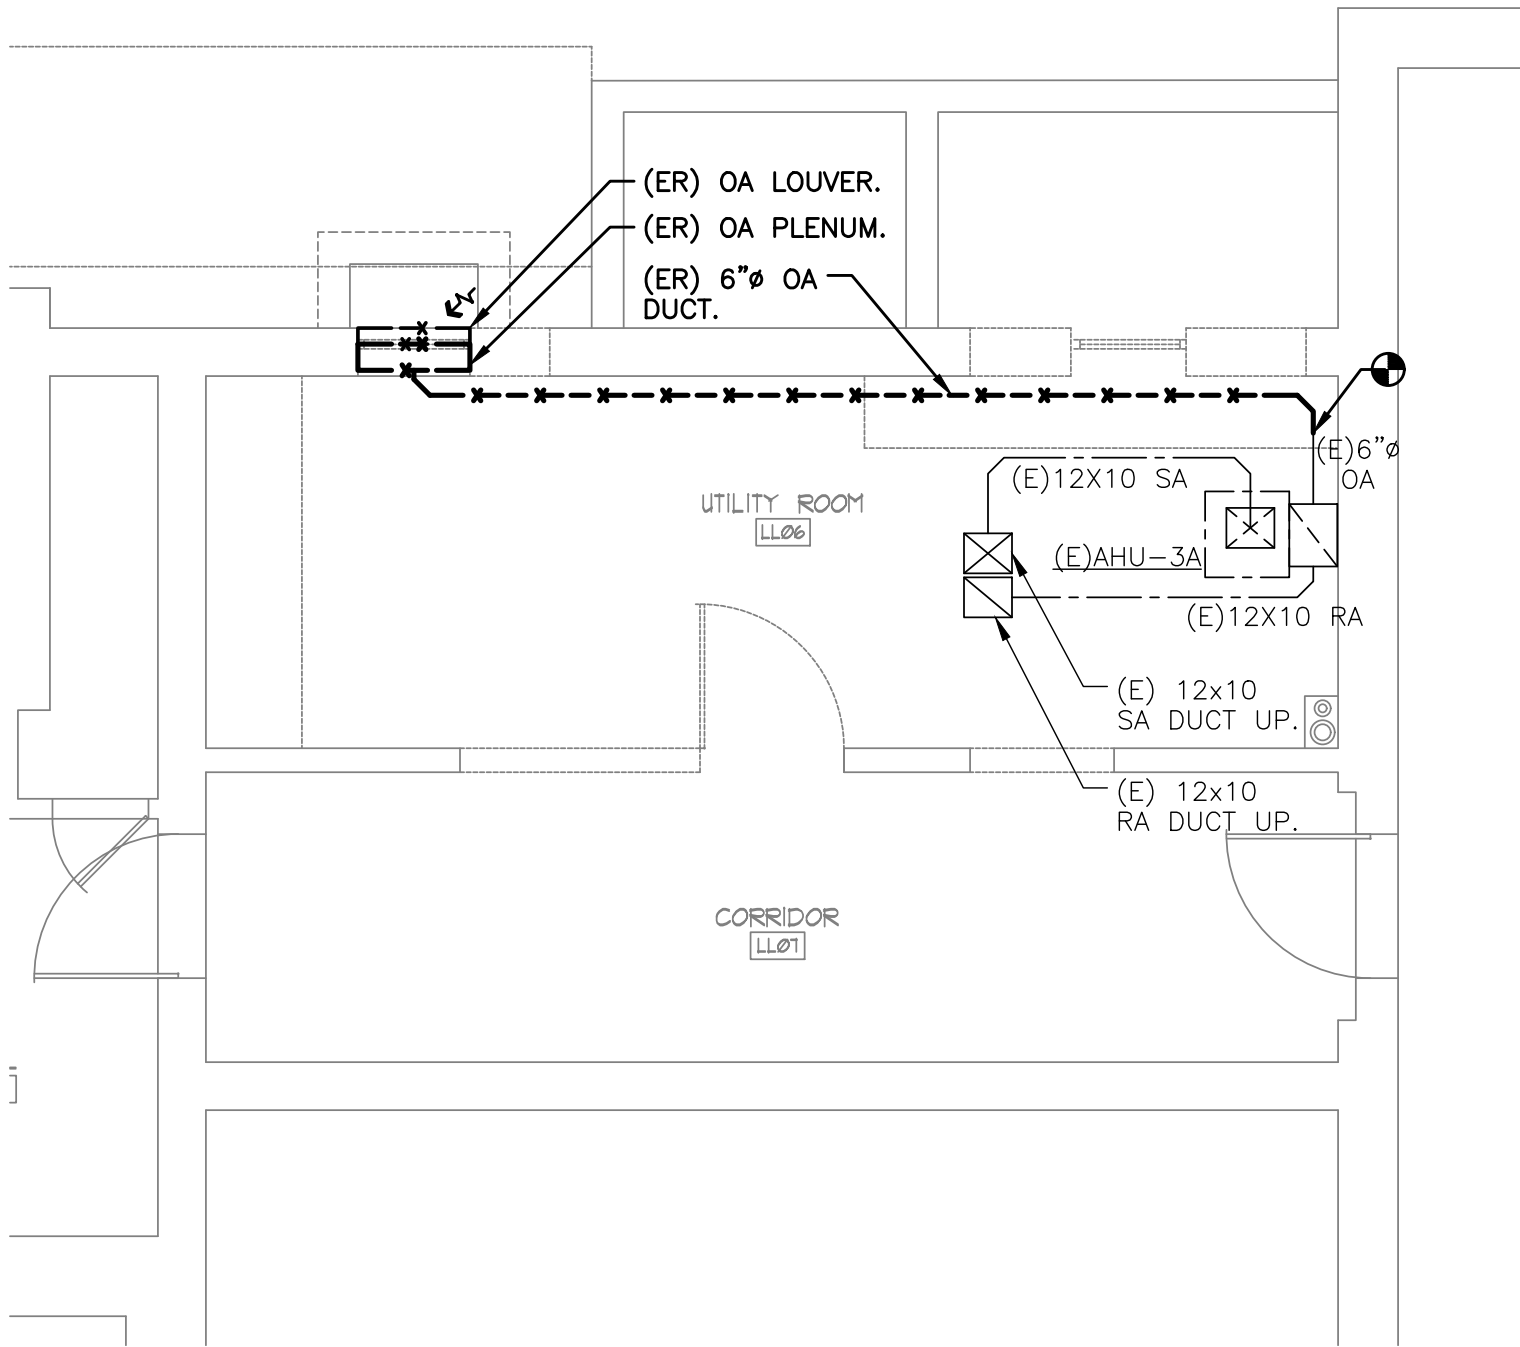 (ER) OA LOUVER.
(ER) OA PLENUM.
(ER) 6"ø OA
DUCT.
(E)6"ø
OA
(E)12X10 SA
UTILITY ROOM
LL06
(E)AHU-3A
(E)12X10 RA
(E) 12x10
SA DUCT UP.
(E) 12x10
RA DUCT UP.
CORRIDOR
LL07